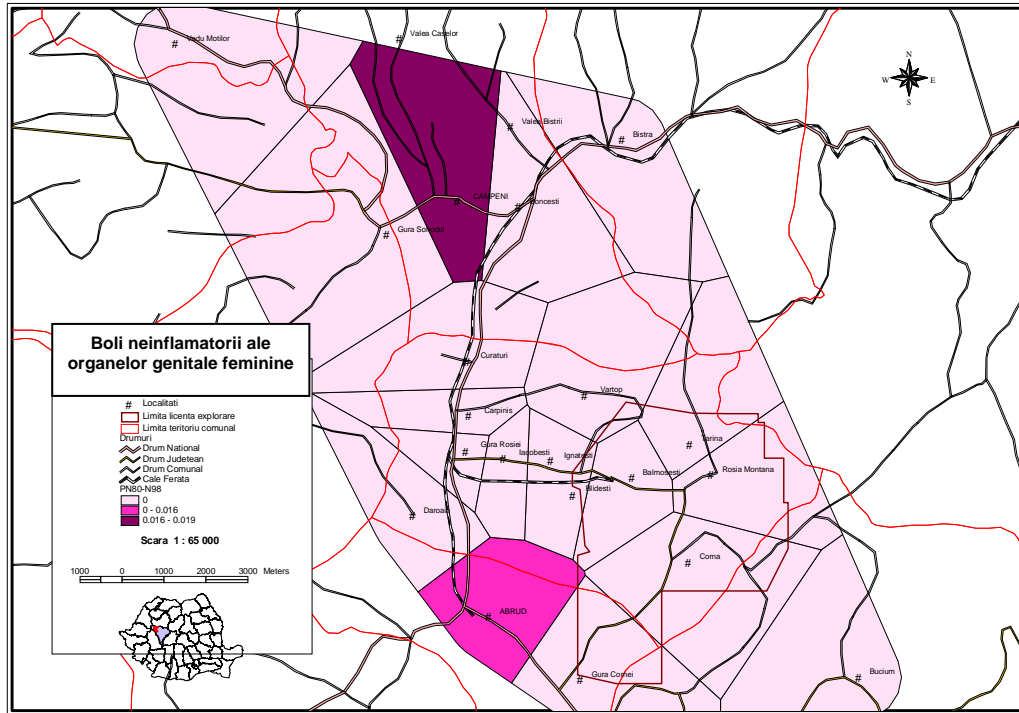 Vadu Motilor
Valea Caselor
N
W E
S
Valea Bistrii
Bistra
CAMPENI
Boncesti
Gura Sohodol
Boli neinflamatorii ale
organelor genitale feminine
# Localitati
Limita licenta explorare
Limita teritoriu comunal
Drumuri
Drum National
Drum Judetean
Drum Comunal
Cale Ferata
PN80-N98
0
0 - 0.016
0.016 - 0.019
Scara 1 : 65 000
1000 0 1000 2000 3000 Meters
Curaturi
Vartop
Carpinis
Gura Rosiei
Iacobesti
Ignatesti
Tarina
Balmosesti
Rosia Montana
Blidesti
Daroaia
Corna
ABRUD
Gura Cornei
Bucium